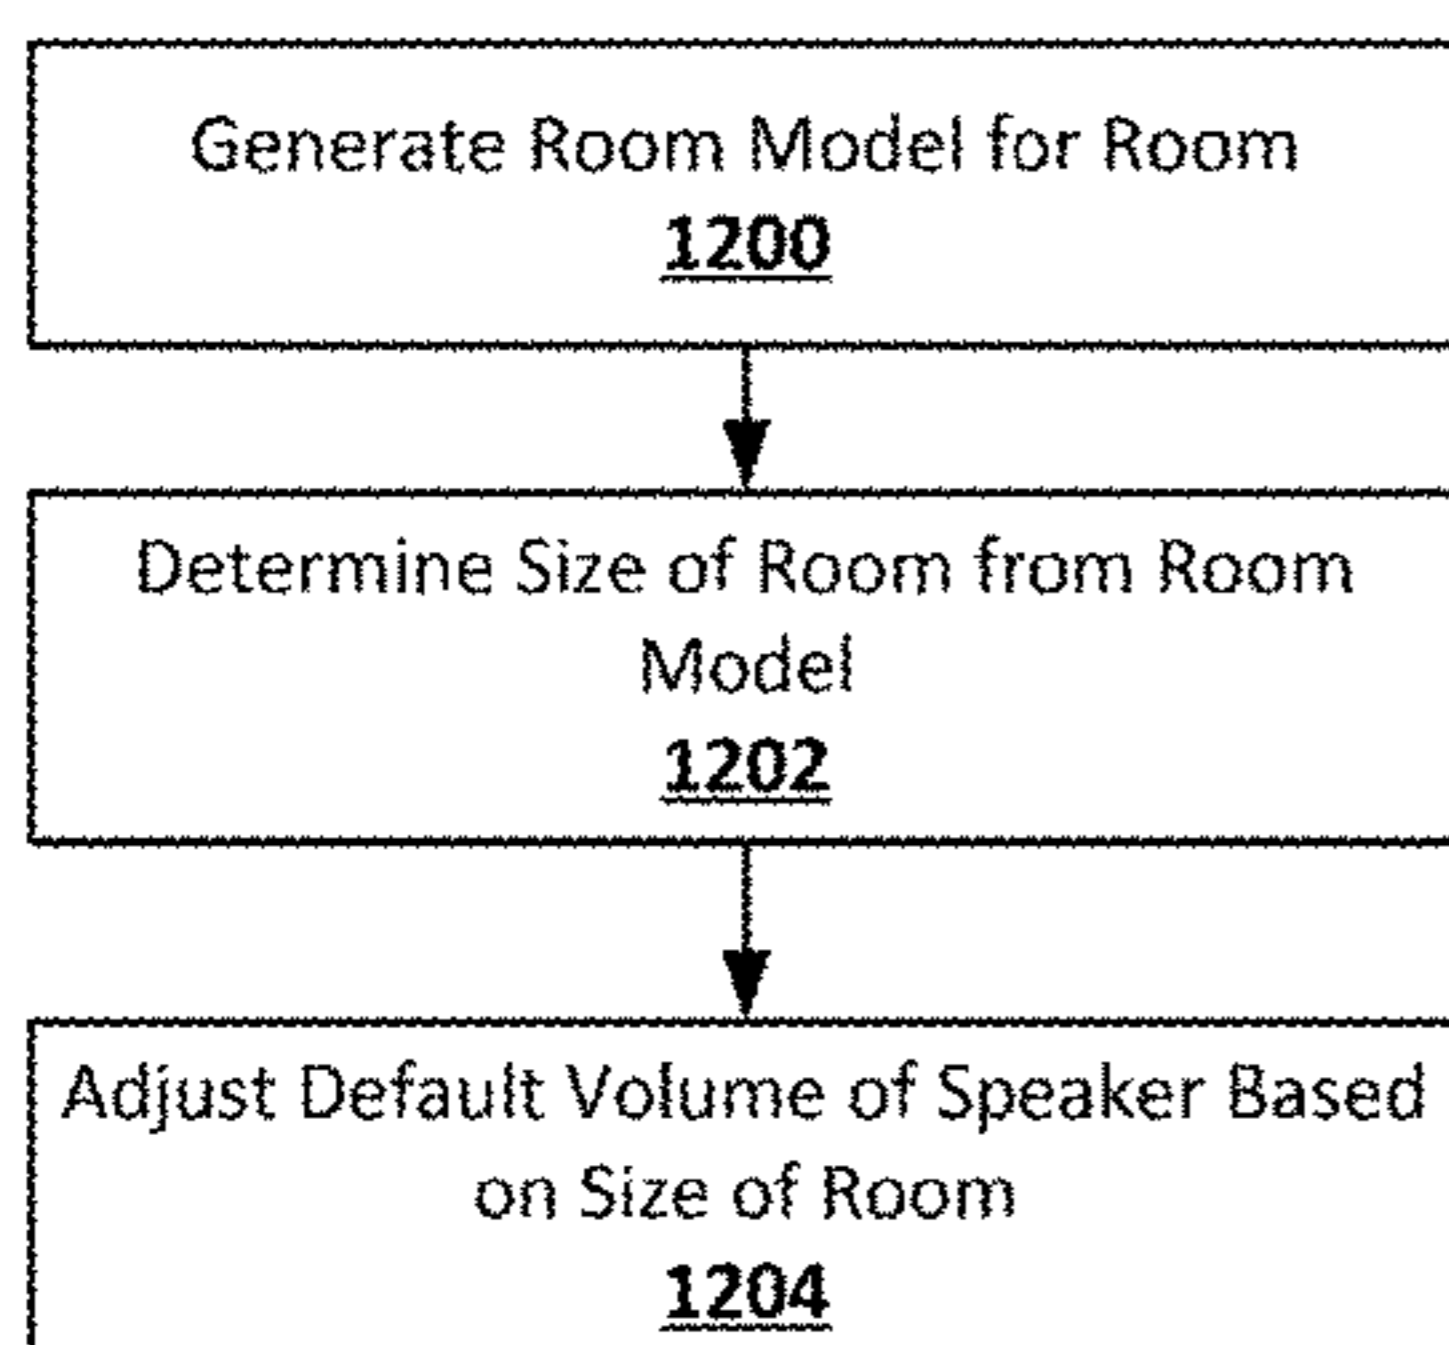 Generate Room Model for Room
1200
Determine Size of Room from Room
Model
1202
Adjust Default Volume of Speaker Based
on Size of Room
1204